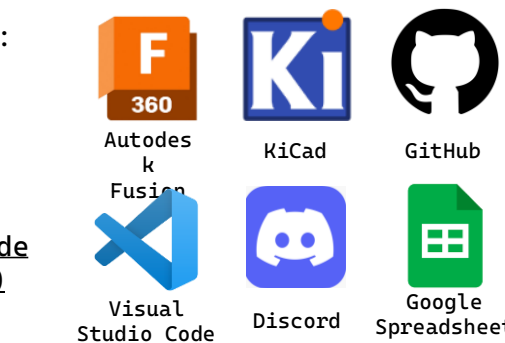 :
F
360
Ki
Autodes
k
Fusion
KiCad
GitHub
de
)
Visual
Studio Code
Discord
Google
Spreadsheet